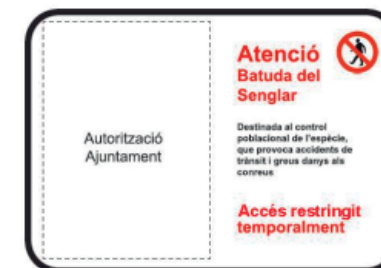 Autorització
Ajuntament
Atenció
Batuda del
Senglar
Destinada al control
poblacional de l'espècie,
que provoca accidents de
trànsit i greus danys als
conreus
Accés restringit
temporalment